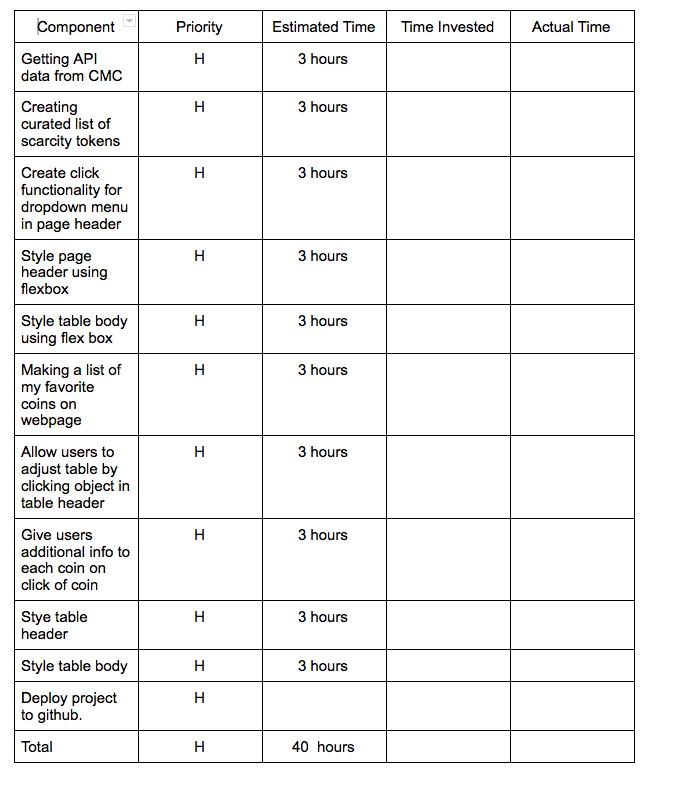 Component Priority Estimated Time Time Invested Actual Time
Getting API H 3 hours
data from CMC
Creating H 3 hours
curated list of
scarcity tokens
Create click H 3 hours
functionality for
dropdown menu
in page header
Style page H 3 hours
header using
flexbox
Style table body H 3 hours
using flex box
Making a list of H 3 hours
my favorite
coins on
webpage
Allow users to H 3 hours
adjust table by
clicking object in
table header
Give users H 3 hours
additional info to
each coin on
click of coin
Stye table H 3 hours
header
Style table body H 3 hours
Deploy project H
to github.
Total H 40 hours